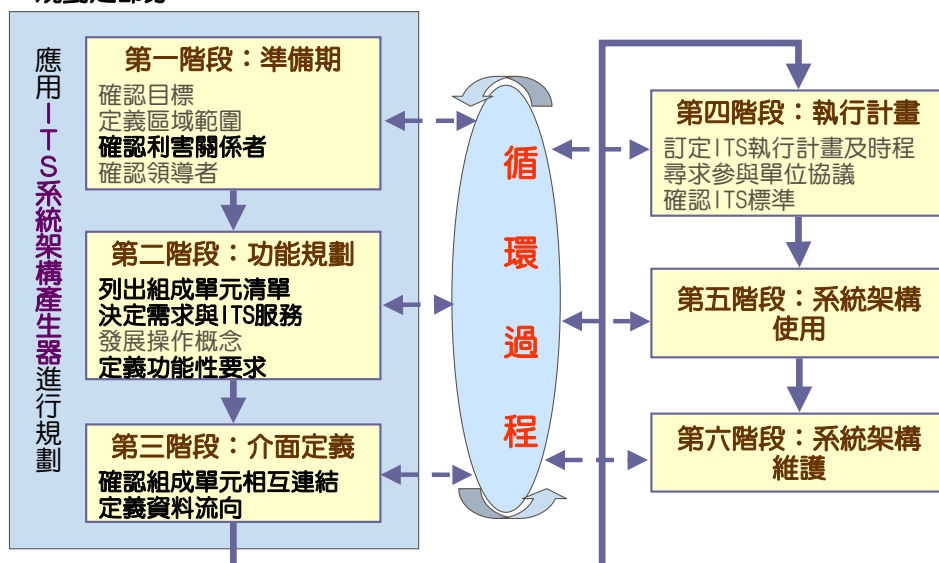 應用ITS系統架構產生器進行規劃
第一階段：準備期
確認目標
定義區域範圍
確認利害關係者
確認領導者
第二階段：功能規劃
列出組成單元清單
決定需求與ITS服務
發展操作概念
定義功能性要求
第三階段：介面定義
確認組成單元相互連結
定義資料流向
循環過程
第四階段：執行計畫
訂定ITS執行計畫及時程
尋求參與單位協議
確認ITS標準
第五階段：系統架構
使用
第六階段：系統架構
維護